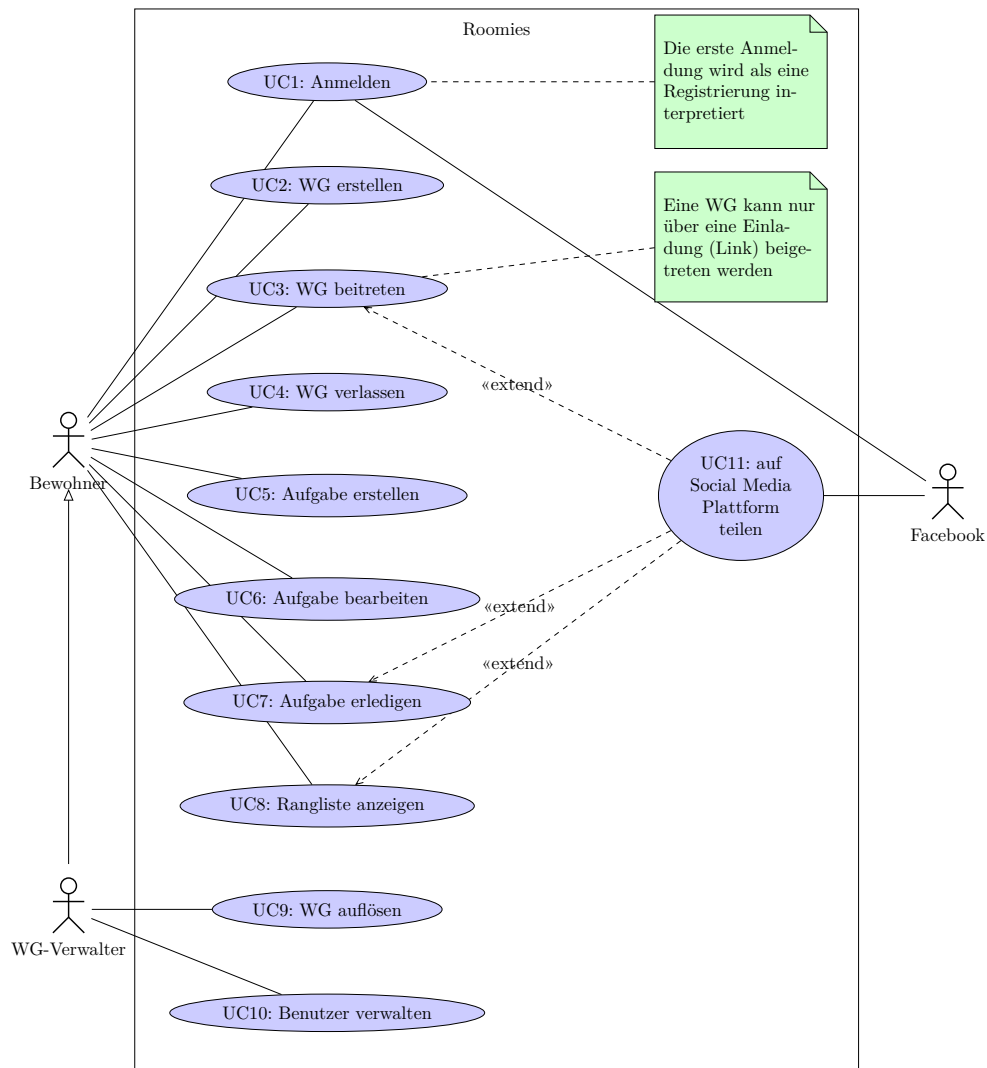 Roomies
UC1: Anmelden
Die erste Anmel-
dung wird als eine
Registrierung in-
terpretiert
UC2: WG erstellen
Eine WG kann nur
über eine Einla-
dung (Link) beige-
treten werden
UC3: WG beitreten
«extend»
UC4: WG verlassen
Bewohner
UC5: Aufgabe erstellen
UC11: auf
Social Media
Plattform
teilen
Facebook
UC6: Aufgabe bearbeiten
«extend»
«extend»
UC7: Aufgabe erledigen
UC8: Rangliste anzeigen
WG-Verwalter
UC9: WG auflösen
UC10: Benutzer verwalten